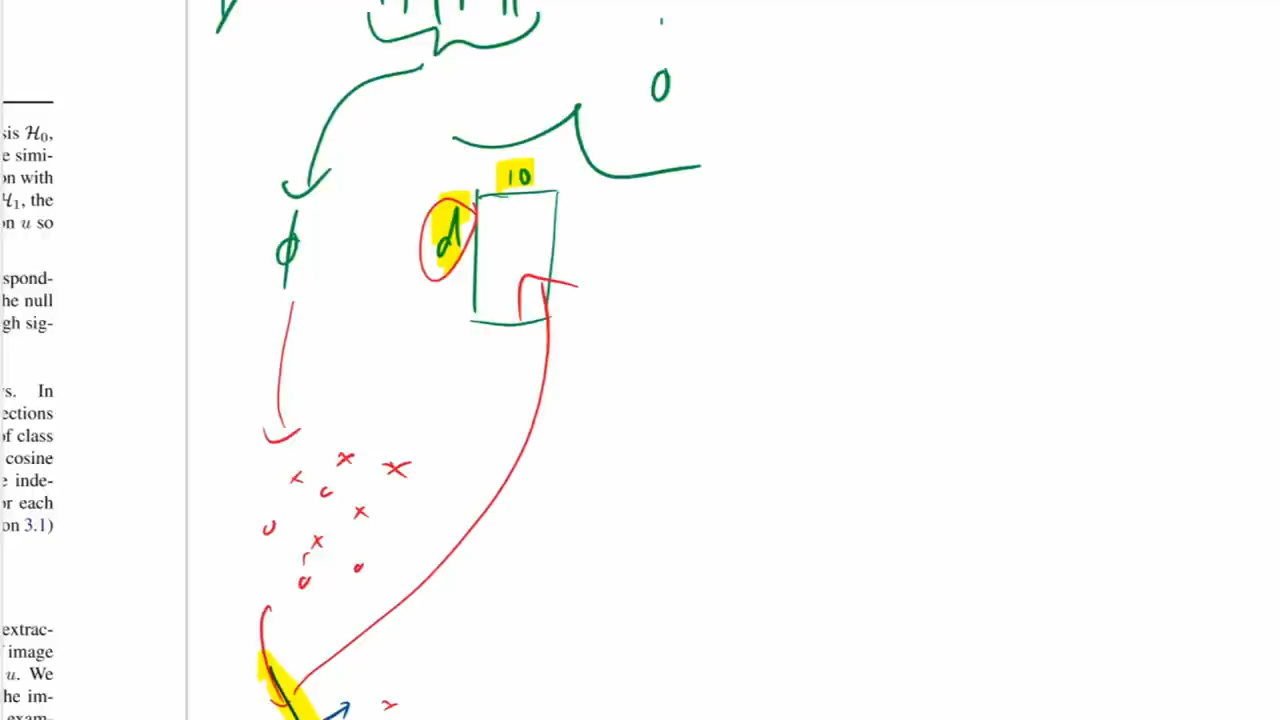 sis H₀,
e simi-
on with
H₁, the
on u so
spond-
he null
gh sig-
s. In
ections
of class
cosine
e inde-
or each
on 3.1)
extrac-
image
u. We
he im-
exam-
0
10
d
ϕ